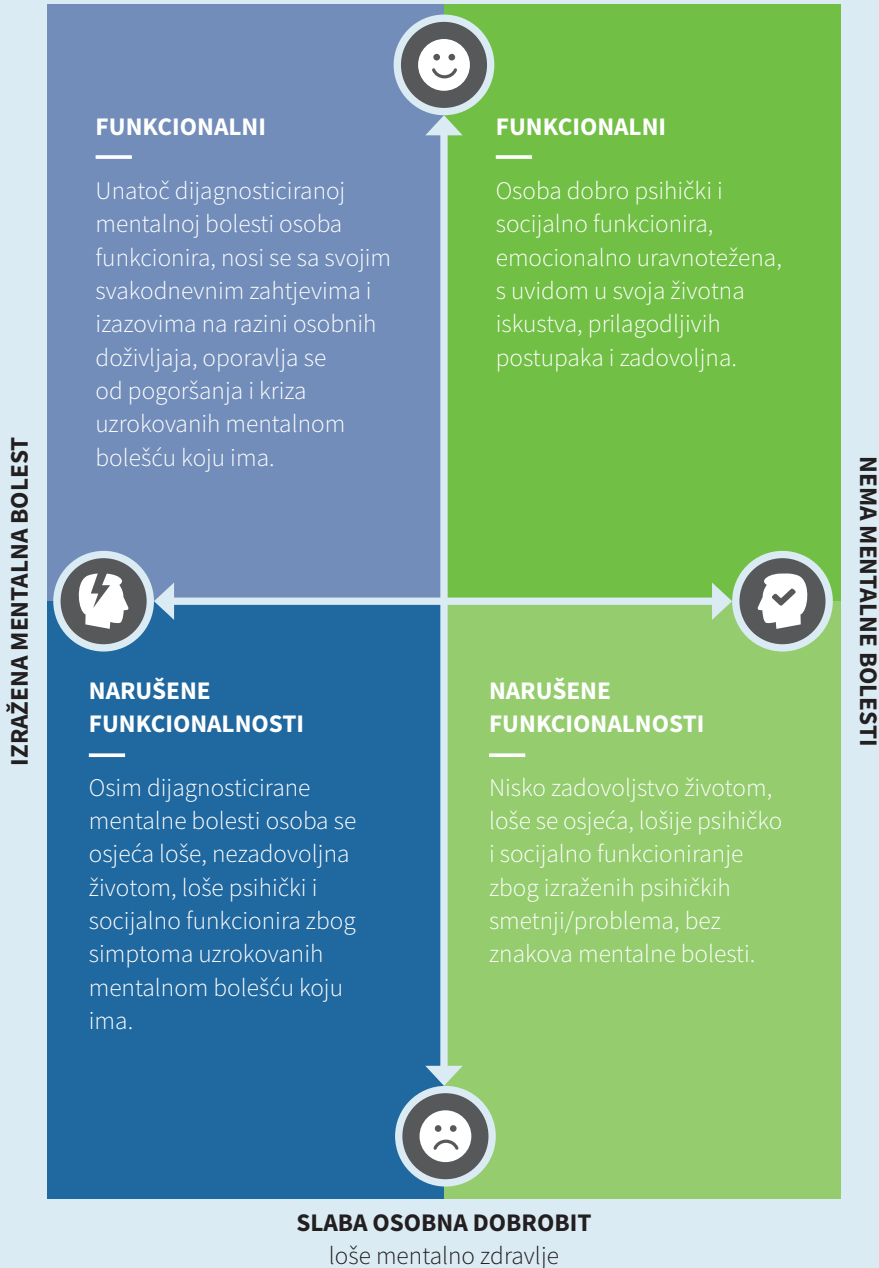 FUNKCIONALNI
Unatoč dijagnosticiranoj
mentalnoj bolesti osoba
funkcionira, nosi se sa svojim
svakodnevnim zahtjevima i
izazovima na razini osobnih
doživljaja, oporavlja se
od pogoršanja i kriza
uzrokovanih mentalnom
bolešću koju ima.
FUNKCIONALNI
Osoba dobro psihički i
socijalno funkcionira,
emocionalno uravnotežena,
s uvidom u svoja životna
iskustva, prilagodljivih
postupaka i zadovoljna.
IZRAŽENA MENTALNA BOLEST
NEMA MENTALNE BOLESTI
NARUŠENE
FUNKCIONALNOSTI
Osim dijagnosticirane
mentalne bolesti osoba se
osjeća loše, nezadovoljna
životom, loše psihički i
socijalno funkcionira zbog
simptoma uzrokovanih
mentalnom bolešću koju
ima.
NARUŠENE
FUNKCIONALNOSTI
Nisko zadovoljstvo životom,
loše se osjeća, lošije psihičko
i socijalno funkcioniranje
zbog izraženih psihičkih
smetnji/problema, bez
znakova mentalne bolesti.
SLABA OSOBNA DOBROBIT
loše mentalno zdravlje